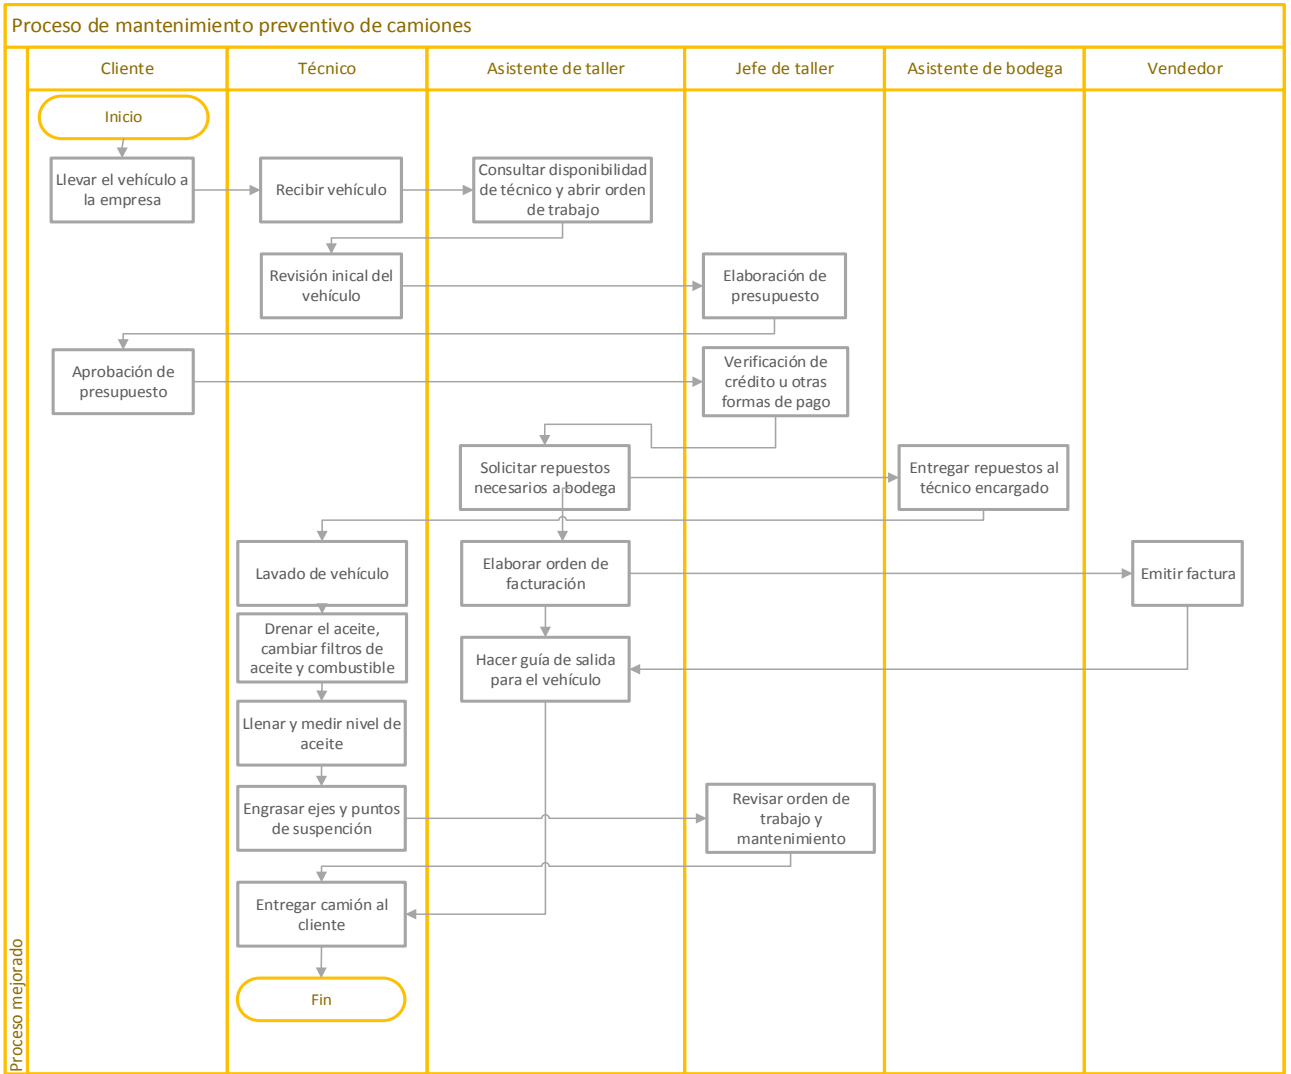 Proceso de mantenimiento preventivo de camiones
Cliente
Técnico
Asistente de taller
Jefe de taller
Asistente de bodega
Vendedor
Inicio
Llevar el vehículo a
la empresa
Recibir vehículo
Consultar disponibilidad
de técnico y abrir orden
de trabajo
Revisión inical del
vehículo
Elaboración de
presupuesto
Aprobación de
presupuesto
Verificación de
crédito u otras
formas de pago
Solicitar repuestos
necesarios a bodega
Entregar repuestos al
técnico encargado
Lavado de vehículo
Elaborar orden de
facturación
Emitir factura
Drenar el aceite,
cambiar filtros de
aceite y combustible
Hacer guía de salida
para el vehículo
Llenar y medir nivel de
aceite
Engrasar ejes y puntos
de suspención
Revisar orden de
trabajo y
mantenimiento
Entregar camión al
cliente
Fin
Proceso mejorado